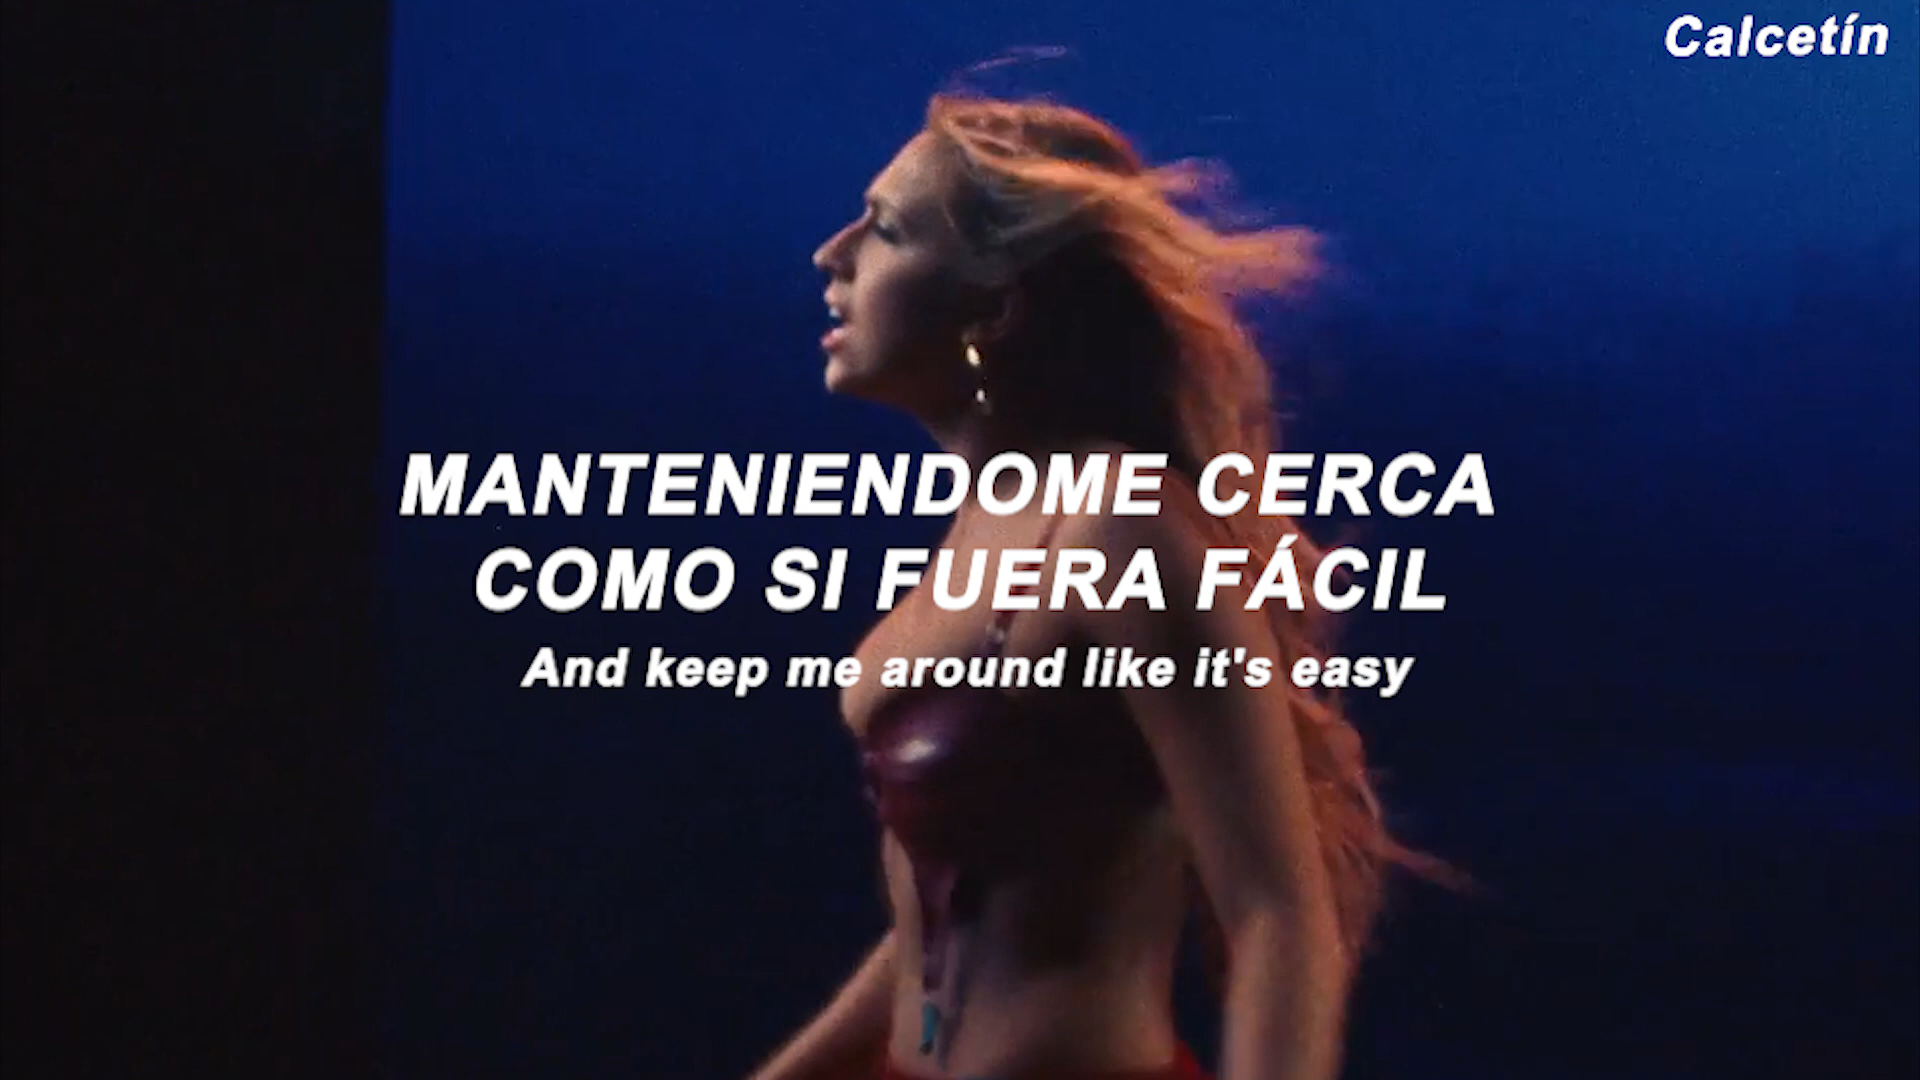 Calcetín
MANTENIENDOME CERCA
COMO SI FUERA FÁCIL
And keep me around like it's easy